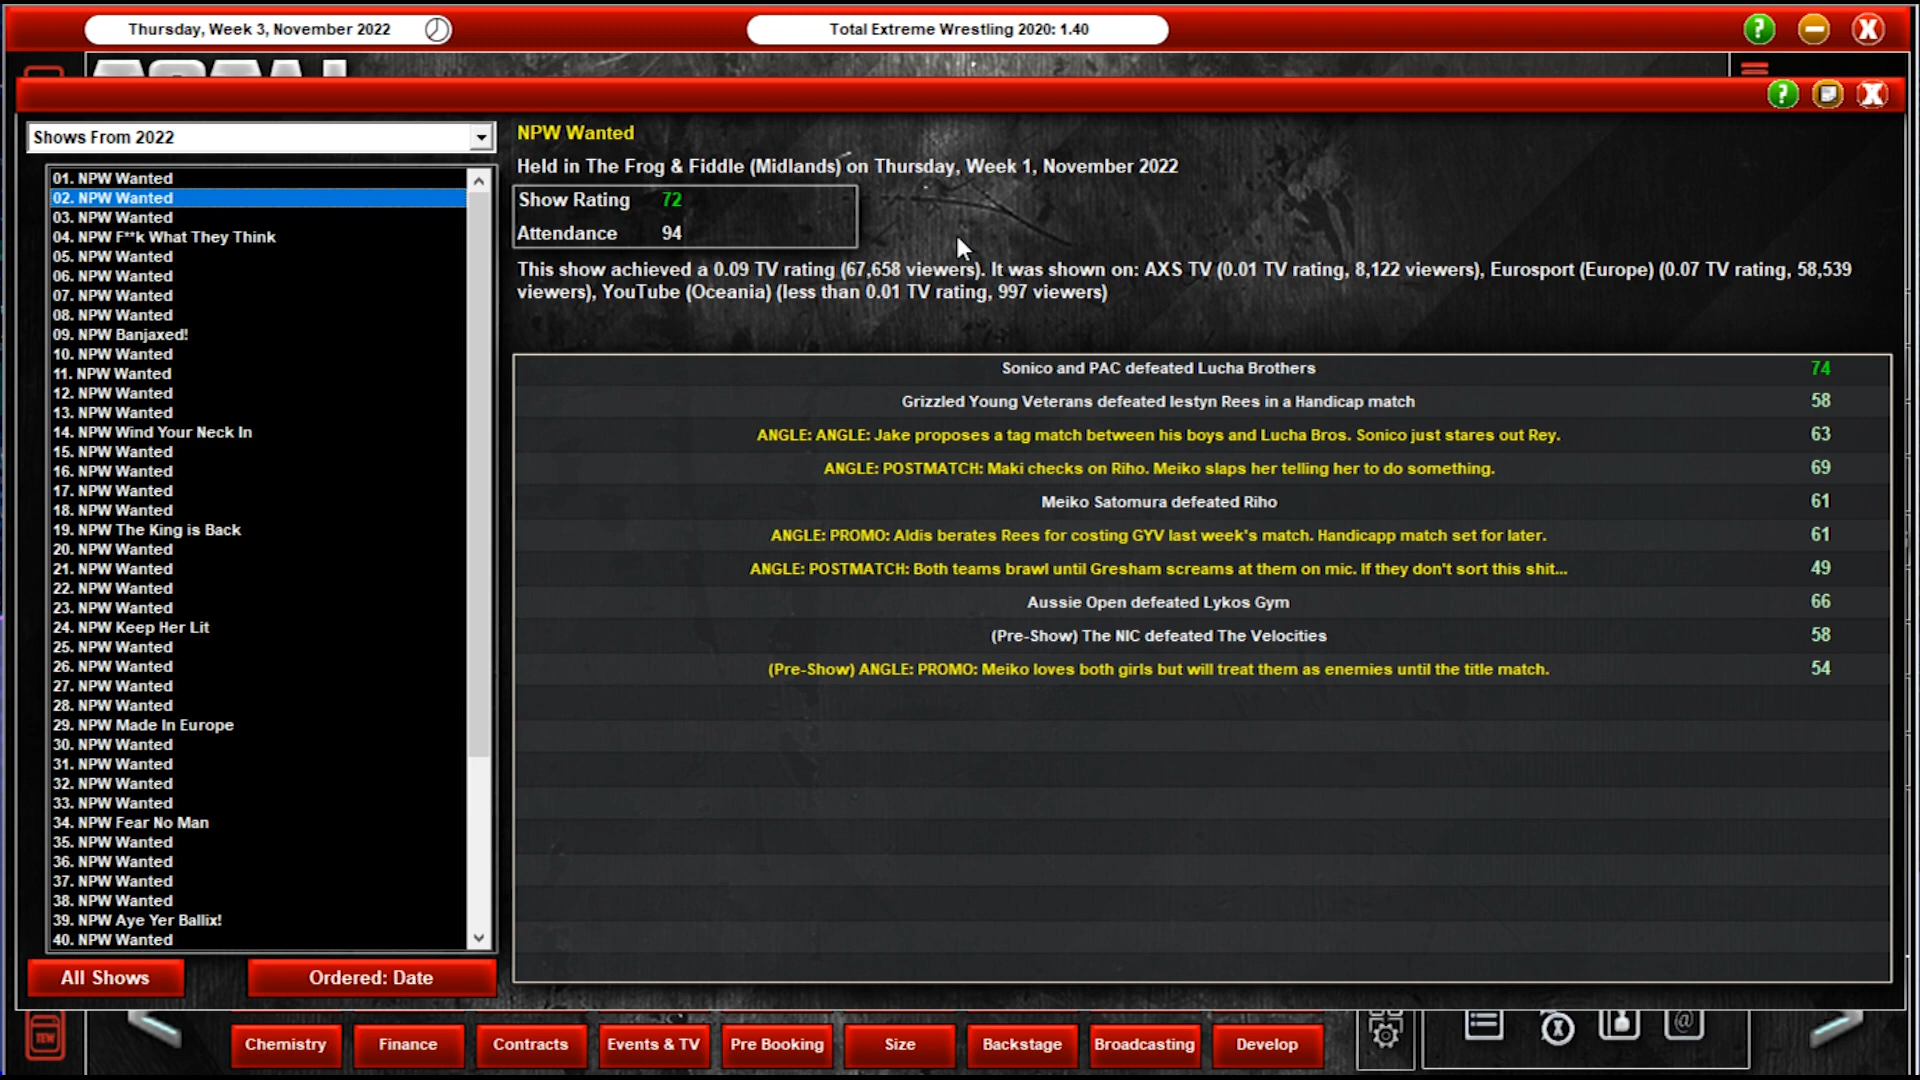 Thursday, Week 3, November 2022
Total Extreme Wrestling 2020: 1.40
Shows From 2022
01. NPW Wanted
02. NPW Wanted
03. NPW Wanted
04. NPW F**k What They Think
05. NPW Wanted
06. NPW Wanted
07. NPW Wanted
08. NPW Wanted
09. NPW Banjaxed!
10. NPW Wanted
11. NPW Wanted
12. NPW Wanted
13. NPW Wanted
14. NPW Wind Your Neck In
15. NPW Wanted
16. NPW Wanted
17. NPW Wanted
18. NPW Wanted
19. NPW The King is Back
20. NPW Wanted
21. NPW Wanted
22. NPW Wanted
23. NPW Wanted
24. NPW Keep Her Lit
25. NPW Wanted
26. NPW Wanted
27. NPW Wanted
28. NPW Wanted
29. NPW Made In Europe
30. NPW Wanted
31. NPW Wanted
32. NPW Wanted
33. NPW Wanted
34. NPW Fear No Man
35. NPW Wanted
36. NPW Wanted
37. NPW Wanted
38. NPW Wanted
39. NPW Aye Yer Ballix!
40. NPW Wanted
All Shows
Ordered: Date
NPW Wanted
Held in The Frog & Fiddle (Midlands) on Thursday, Week 1, November 2022
Show Rating 72
Attendance 94
This show achieved a 0.09 TV rating (67,658 viewers). It was shown on: AXS TV (0.01 TV rating, 8,122 viewers), Eurosport (Europe) (0.07 TV rating, 58,539
viewers), YouTube (Oceania) (less than 0.01 TV rating, 997 viewers)
Sonico and PAC defeated Lucha Brothers 74
Grizzled Young Veterans defeated Iestyn Rees in a Handicap match 58
ANGLE: ANGLE: Jake proposes a tag match between his boys and Lucha Bros. Sonico just stares out Rey. 63
ANGLE: POSTMATCH: Maki checks on Riho. Meiko slaps her telling her to do something. 69
Meiko Satomura defeated Riho 61
ANGLE: PROMO: Aldis berates Rees for costing GYV last week's match. Handicapp match set for later. 61
ANGLE: POSTMATCH: Both teams brawl until Gresham screams at them on mic. If they don't sort this shit... 49
Aussie Open defeated Lykos Gym 66
(Pre-Show) The NIC defeated The Velocities 58
(Pre-Show) ANGLE: PROMO: Meiko loves both girls but will treat them as enemies until the title match. 54
TEW
Chemistry
Finance
Contracts
Events & TV
Pre Booking
Size
Backstage
Broadcasting
Develop